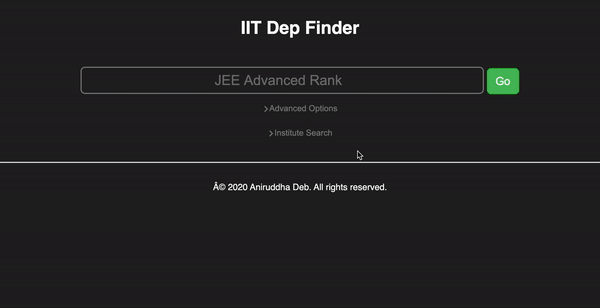 IIT Dep Finder
JEE Advanced Rank
Go
Advanced Options
Institute Search
Â© 2020 Aniruddha Deb. All rights reserved.